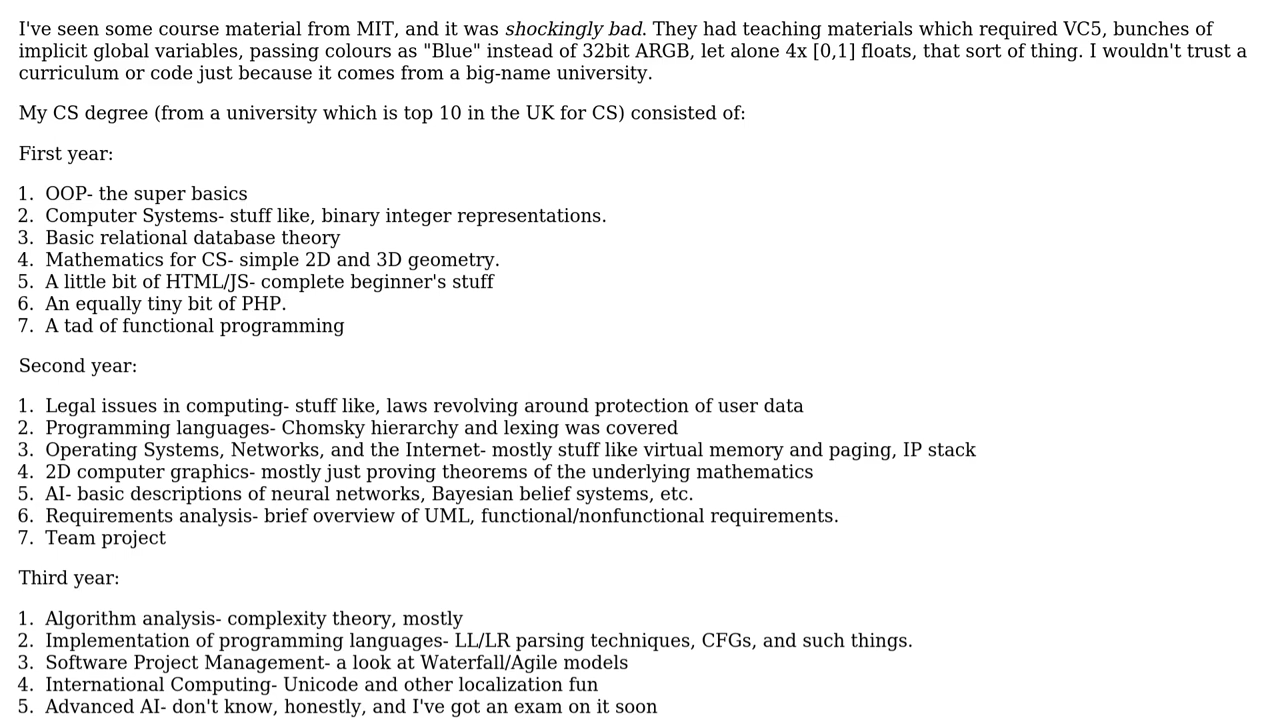 I've seen some course material from MIT, and it was shockingly bad. They had teaching materials which required VC5, bunches of
implicit global variables, passing colours as "Blue" instead of 32bit ARGB, let alone 4x [0,1] floats, that sort of thing. I wouldn't trust a
curriculum or code just because it comes from a big-name university.
My CS degree (from a university which is top 10 in the UK for CS) consisted of:
First year:
1. OOP- the super basics
2. Computer Systems- stuff like, binary integer representations.
3. Basic relational database theory
4. Mathematics for CS- simple 2D and 3D geometry.
5. A little bit of HTML/JS- complete beginner's stuff
6. An equally tiny bit of PHP.
7. A tad of functional programming
Second year:
1. Legal issues in computing- stuff like, laws revolving around protection of user data
2. Programming languages- Chomsky hierarchy and lexing was covered
3. Operating Systems, Networks, and the Internet- mostly stuff like virtual memory and paging, IP stack
4. 2D computer graphics- mostly just proving theorems of the underlying mathematics
5. AI- basic descriptions of neural networks, Bayesian belief systems, etc.
6. Requirements analysis- brief overview of UML, functional/nonfunctional requirements.
7. Team project
Third year:
1. Algorithm analysis- complexity theory, mostly
2. Implementation of programming languages- LL/LR parsing techniques, CFGs, and such things.
3. Software Project Management- a look at Waterfall/Agile models
4. International Computing- Unicode and other localization fun
5. Advanced AI- don't know, honestly, and I've got an exam on it soon